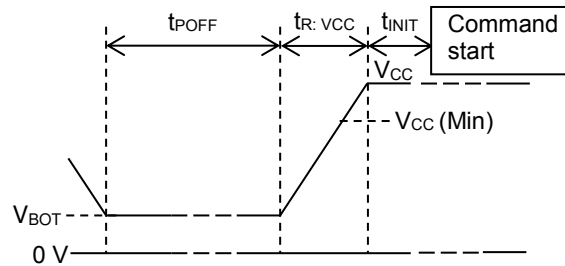 tPOFF
tR: VCC
tINIT
Command
start
VCC
VCC (Min)
VBOT
0 V